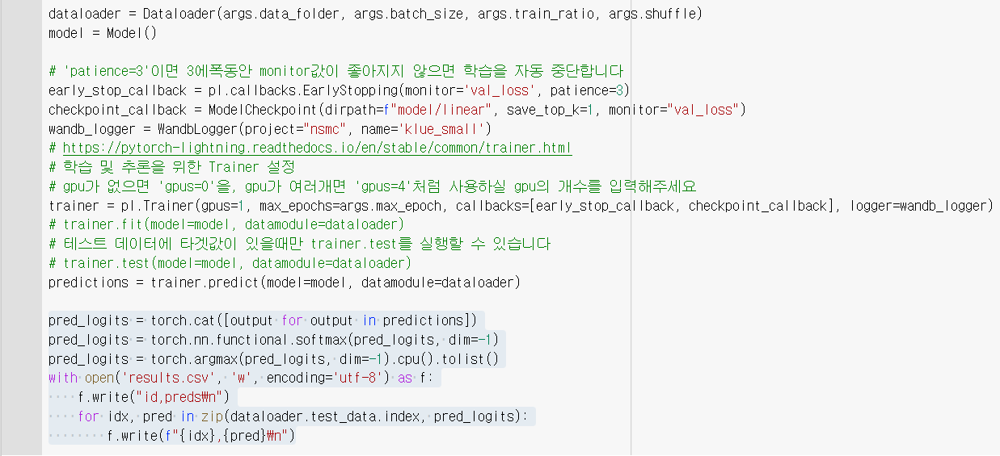 dataloader = Dataloader(args.data_folder, args.batch_size, args.train_ratio, args.shuffle)
model = Model()
# 'patience=3'이면 3에폭동안 monitor값이 좋아지지 않으면 학습을 자동 중단합니다
early_stop_callback = pl.callbacks.EarlyStopping(monitor='val_loss', patience=3)
checkpoint_callback = ModelCheckpoint(dirpath=f"model/linear", save_top_k=1, monitor="val_loss")
wandb_logger = WandbLogger(project="nsmc", name='klue_small')
# https://pytorch-lightning.readthedocs.io/en/stable/common/trainer.html
# 학습 및 추론을 위한 Trainer 설정
# gpu가 없으면 'gpus=0'을, gpu가 여러개면 'gpus=4'처럼 사용하실 gpu의 개수를 입력해주세요
trainer = pl.Trainer(gpus=1, max_epochs=args.max_epoch, callbacks=[early_stop_callback, checkpoint_callback], logger=wandb_logger)
# trainer.fit(model=model, datamodule=dataloader)
# 테스트 데이터에 타겟값이 있을때만 trainer.test를 실행할 수 있습니다
# trainer.test(model=model, datamodule=dataloader)
predictions = trainer.predict(model=model, datamodule=dataloader)
pred_logits = torch.cat([output for output in predictions])
pred_logits = torch.nn.functional.softmax(pred_logits, dim=-1)
pred_logits = torch.argmax(pred_logits, dim=-1).cpu().tolist()
with open('results.csv', 'w', encoding='utf-8') as f:
    f.write("id,preds₩n")
    for idx, pred in zip(dataloader.test_data.index, pred_logits):
        f.write(f"{idx},{pred}₩n")